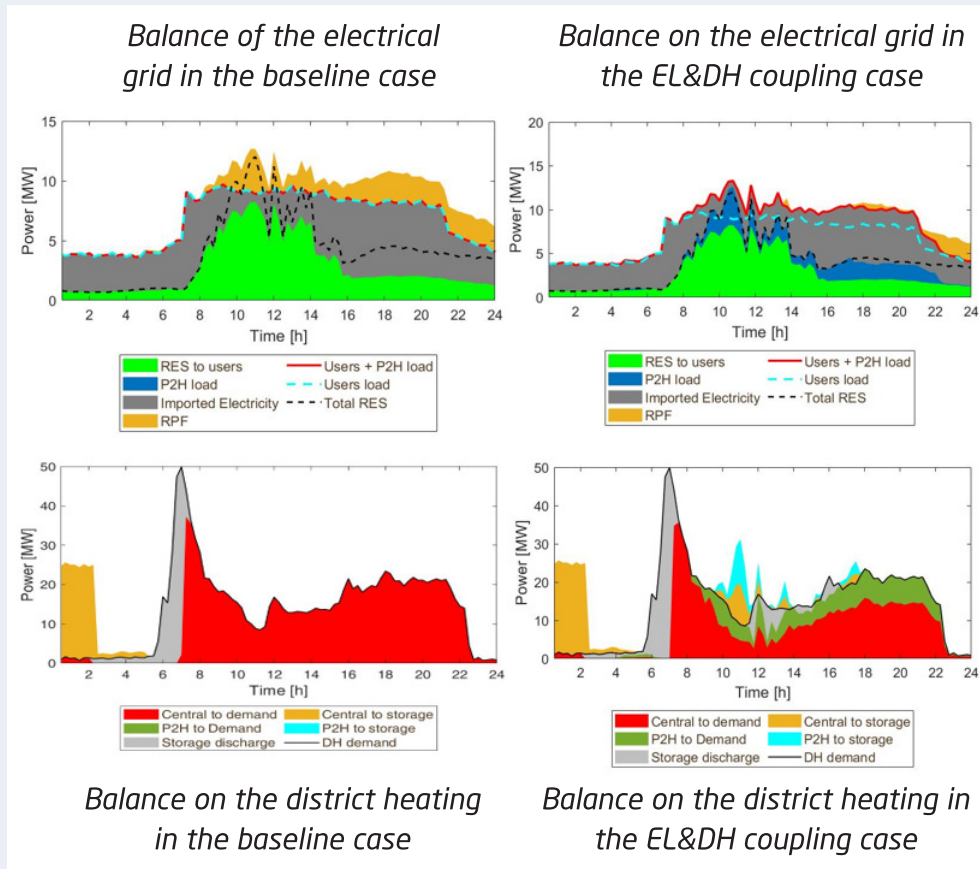 Balance of the electrical
grid in the baseline case
Balance on the electrical grid in
the EL&DH coupling case
15
10
5
0
Power [MW]
2 4 6 8 10 12 14 16 18 20 22 24
Time [h]
RES to users
P2H load
Imported Electricity
RPF
Users + P2H load
Users load
Total RES
20
15
10
5
0
Power [MW]
2 4 6 8 10 12 14 16 18 20 22 24
Time [h]
RES to users
P2H load
Imported Electricity
RPF
Users + P2H load
Users load
Total RES
50
40
30
20
10
0
Power [MW]
2 4 6 8 10 12 14 16 18 20 22 24
Time [h]
Central to demand
P2H to Demand
Storage discharge
Central to storage
P2H to storage
DH demand
50
40
30
20
10
0
Power [MW]
2 4 6 8 10 12 14 16 18 20 22 24
Time [h]
Central to demand
P2H to Demand
Storage discharge
Central to storage
P2H to storage
DH demand
Balance on the district heating
in the baseline case
Balance on the district heating in
the EL&DH coupling case